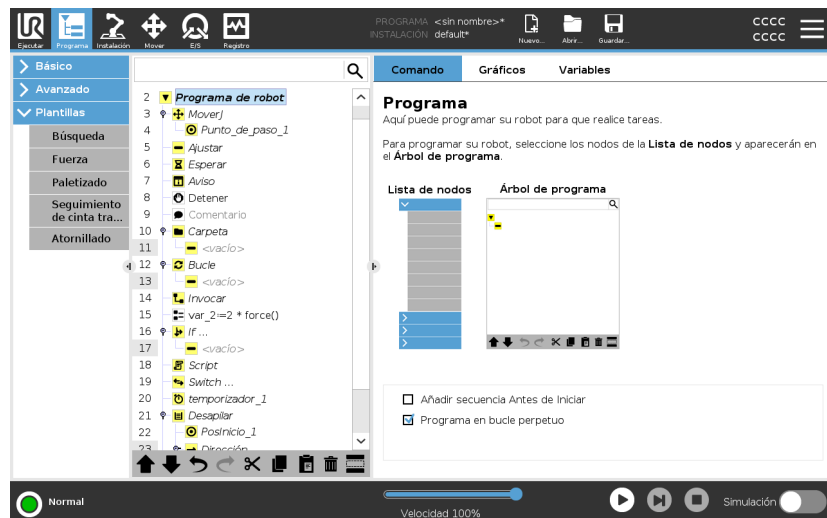 PROGRAMA <sin nombre>*
INSTALACIÓN default*
Ejecutar
Programa
Instalación
Mover
E/S
Registro
Nuevo...
Abrir...
Guardar...
cccc
cccc
Básico
Avanzado
Plantillas
Búsqueda
Fuerza
Paletizado
Seguimiento
de cinta tra...
Atornillado
2 Programa de robot
3 MoverJ
4 Punto_de_paso_1
5 Ajustar
6 Esperar
7 Aviso
8 Detener
9 Comentario
10 Carpeta
11 <vacío>
12 Bucle
13 <vacío>
14 Invocar
15 var_2≔2 * force()
16 If ...
17 <vacío>
18 Script
19 Switch ...
20 temporizador_1
21 Desapilar
22 PosInicio_1
23 Dirección
Comando
Gráficos
Variables
Programa
Aquí puede programar su robot para que realice tareas.
Para programar su robot, seleccione los nodos de la Lista de nodos y aparecerán en
el Árbol de programa.
Lista de nodos
Árbol de programa
Añadir secuencia Antes de Iniciar
Programa en bucle perpetuo
Normal
Velocidad 100%
Simulación